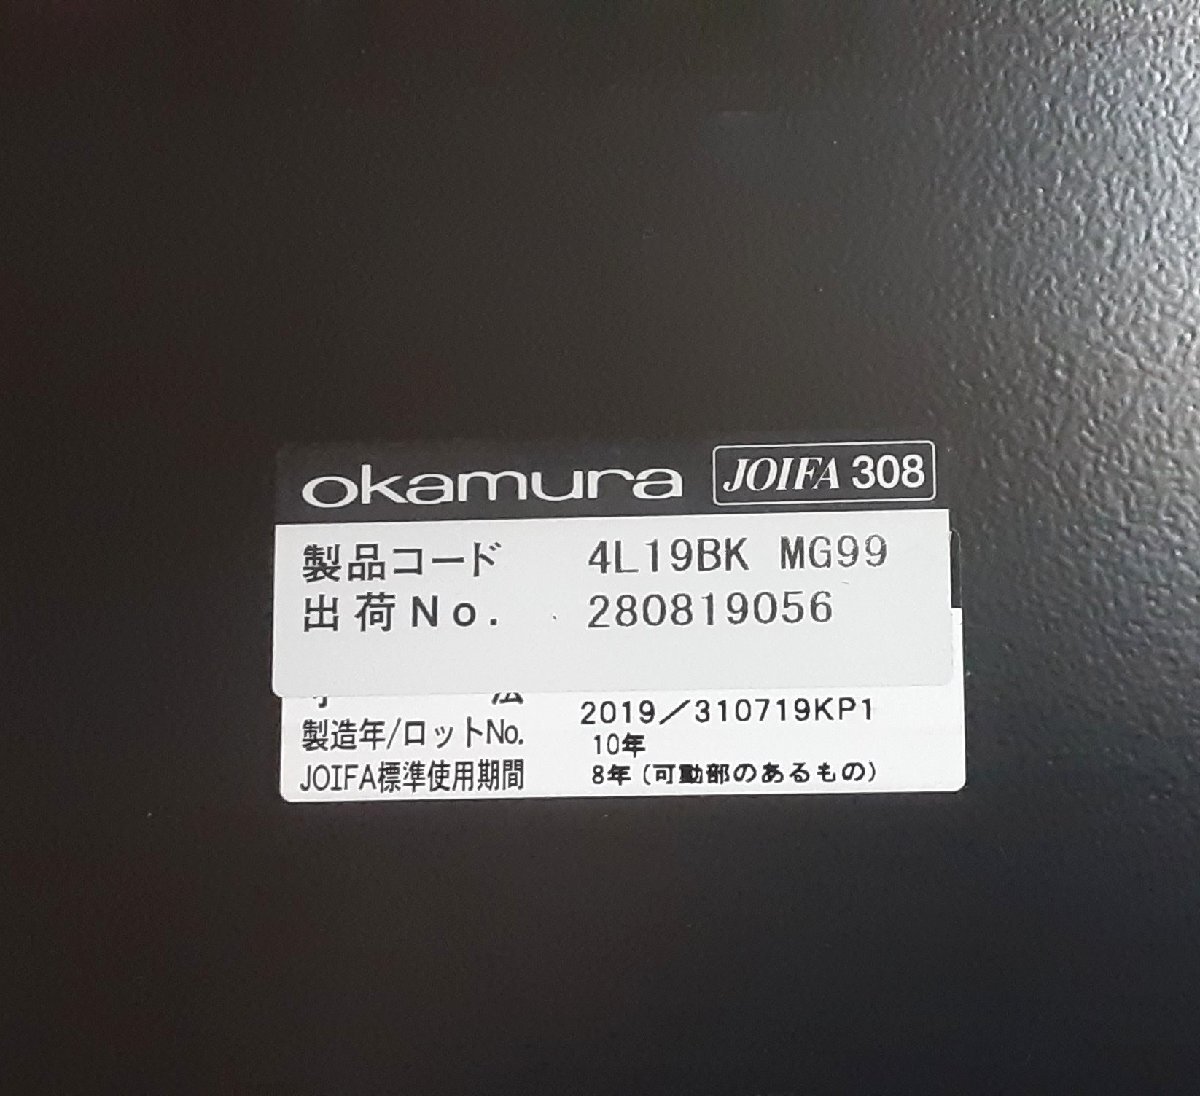 okamura JOIFA 308
製品コード 4L19BK MG99
出荷No. 280819056
寸 法
製造年/ロットNo. 2019／310719KP1
10年
JOIFA標準使用期間 8年(可動部のあるもの)